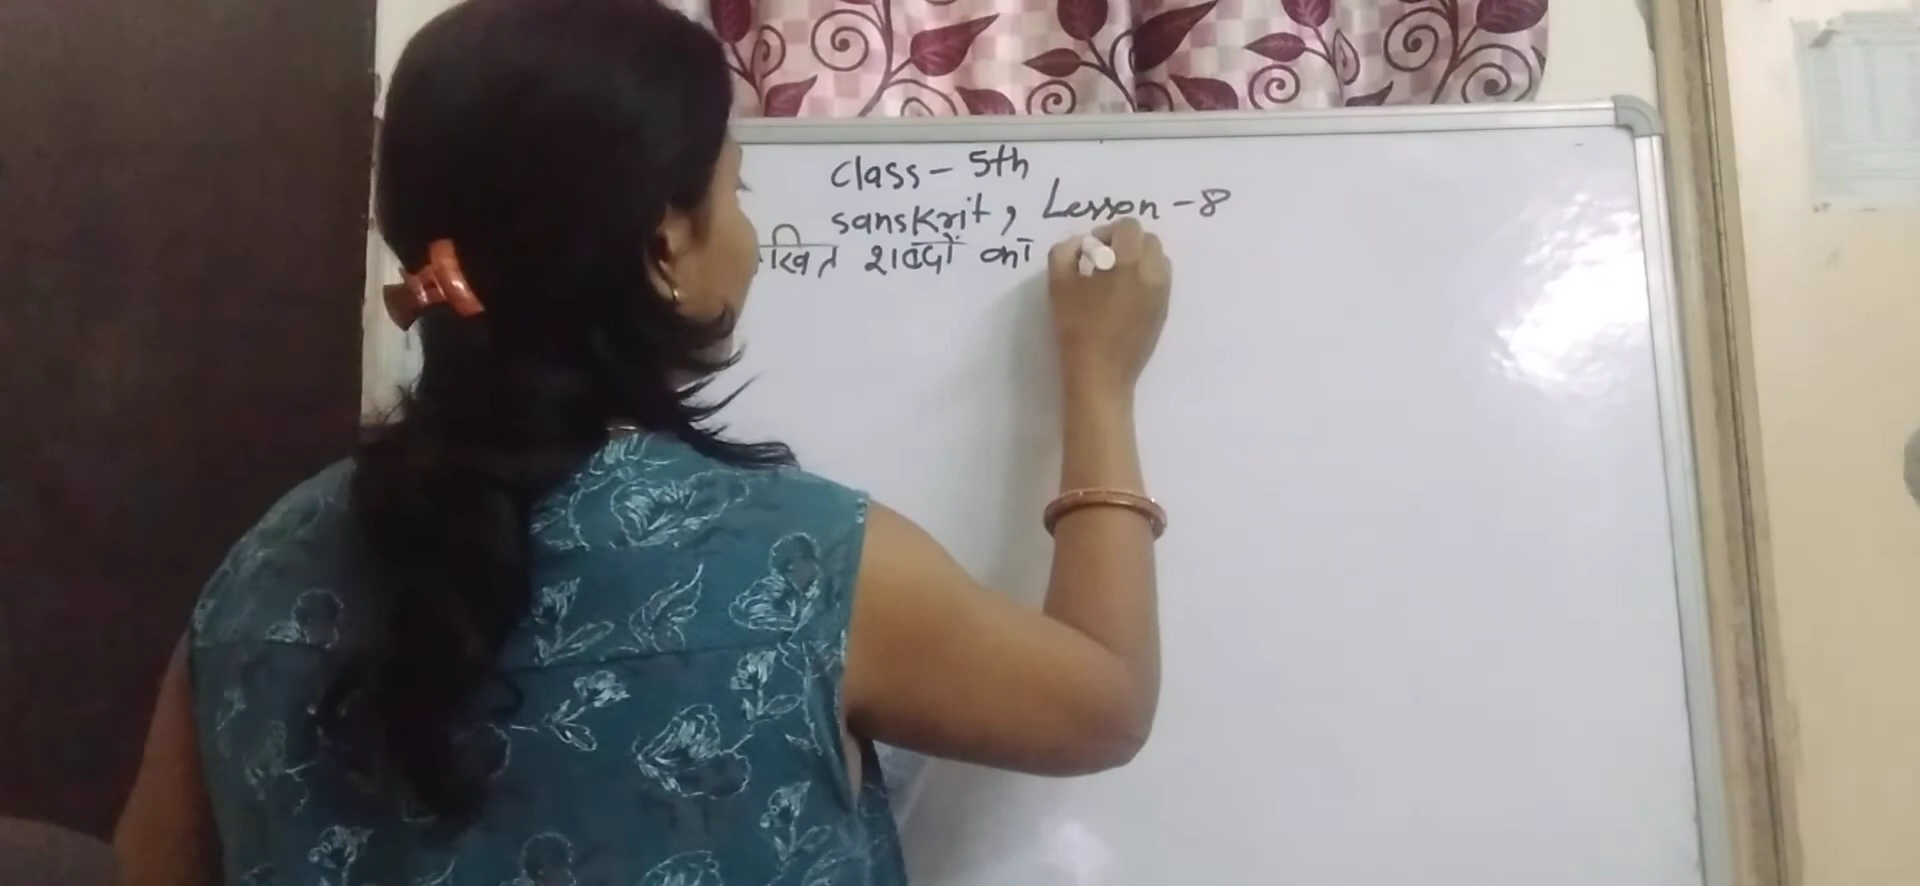 Class - 5th
Sanskrit, Lesson - 8
शब्दों का